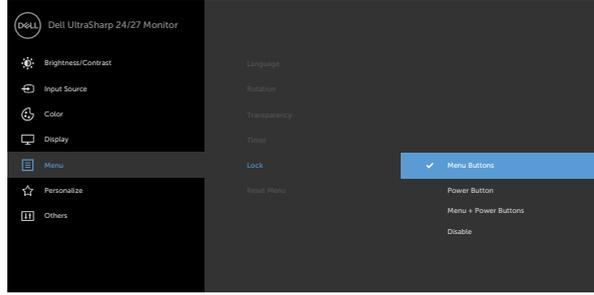 DELL
Dell UltraSharp 24/27 Monitor
Brightness/Contrast
Input Source
Color
Display
Menu
Personalize
Others
Language
Rotation
Transparency
Timer
Lock
Reset Menu
Menu Buttons
Power Button
Menu + Power Buttons
Disable